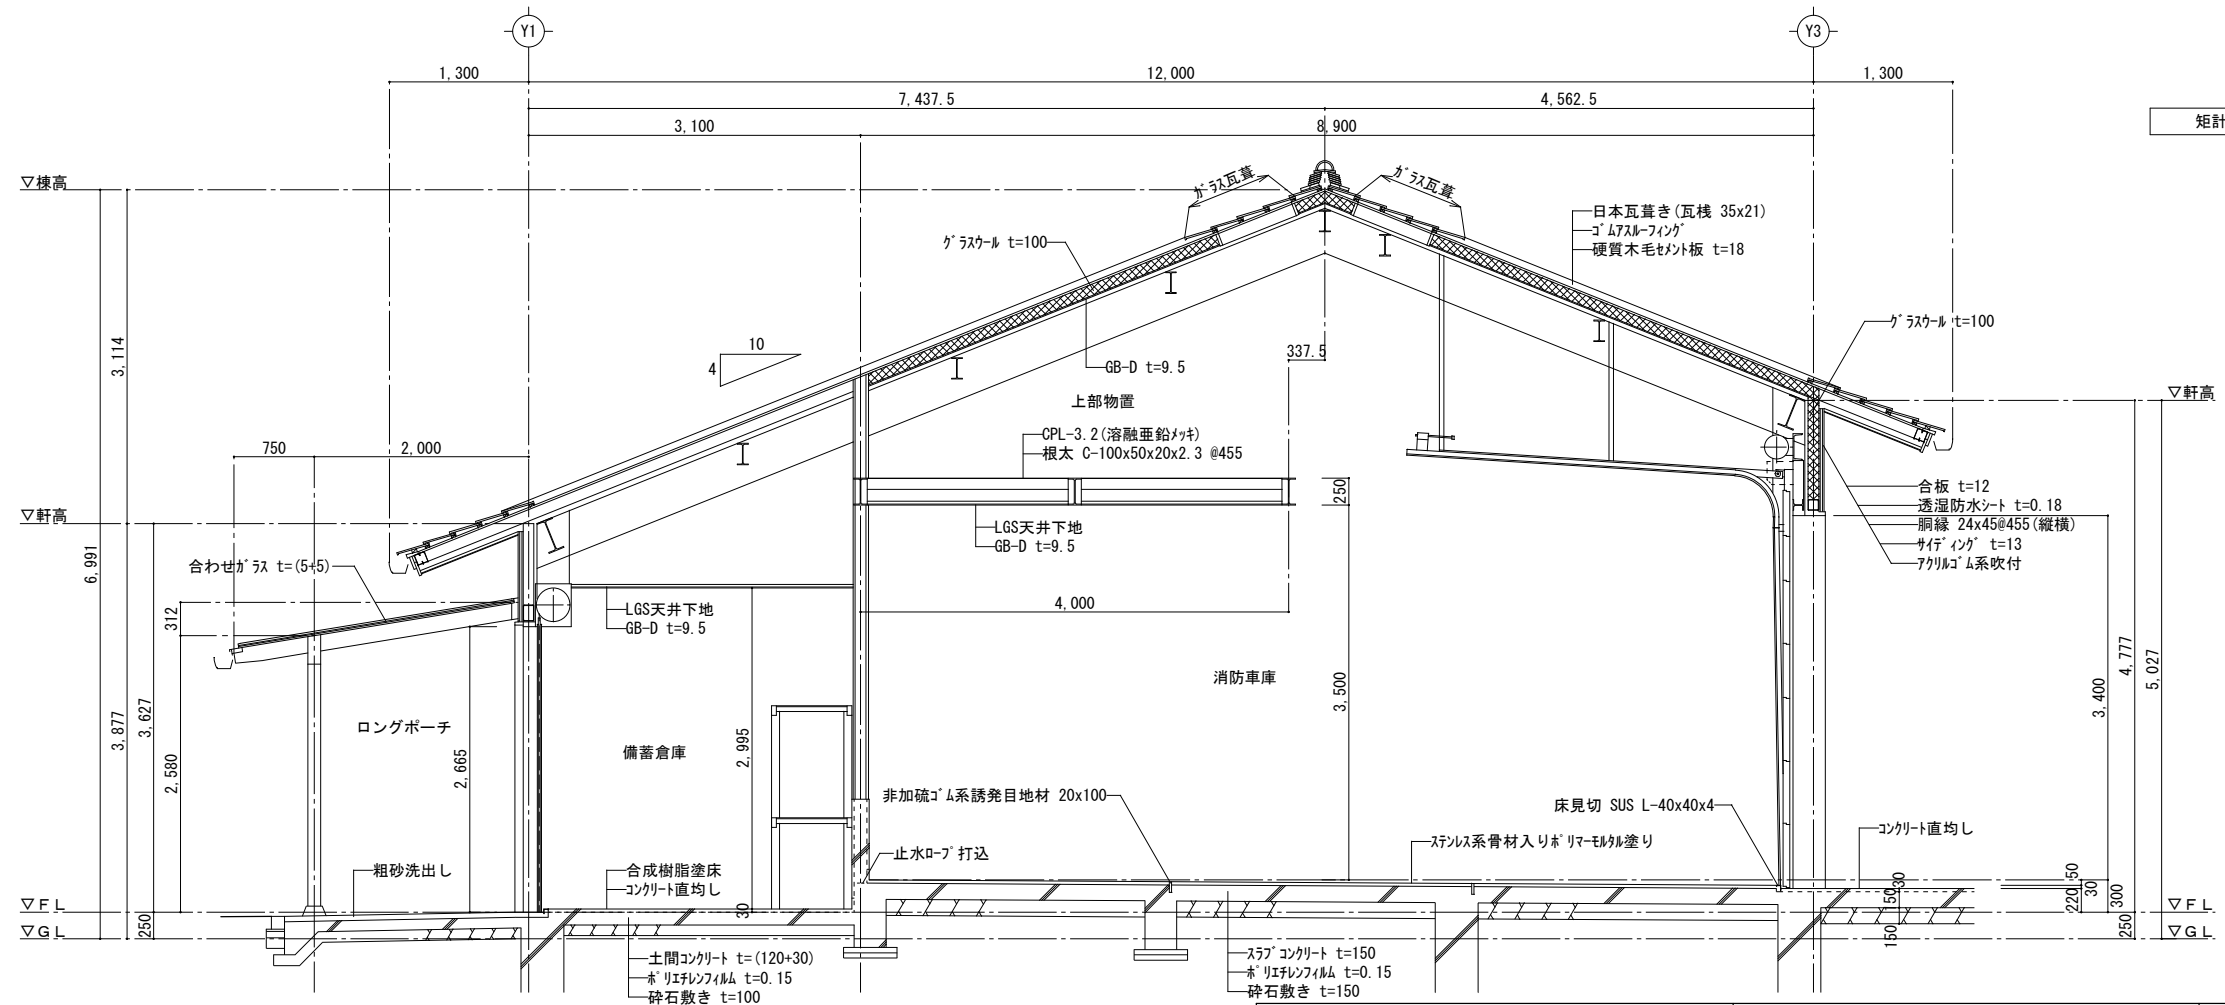 Y1
Y3
1,300
12,000
1,300
7,437.5
4,562.5
3,100
8,900
矩計
▽棟高
ガラス瓦葺
ガラス瓦葺
日本瓦葺き(瓦桟 35x21)
ゴムアスルーフィング
硬質木毛セメント板 t=18
グラスウール t=100
グラスウール t=100
10
4
GB-D t=9.5
337.5
上部物置
▽軒高
CPL-3.2(溶融亜鉛メッキ)
根太 C-100x50x20x2.3 @455
750
2,000
250
合板 t=12
透湿防水シート t=0.18
胴縁 24x45@455(縦横)
サイディング t=13
アクリルゴム系吹付
▽軒高
LGS天井下地
GB-D t=9.5
合わせガラス t=(5+5)
LGS天井下地
GB-D t=9.5
4,000
3,114
6,991
3,877
3,627
312
2,580
250
2,665
2,995
30
3,500
消防車庫
ロングポーチ
備蓄倉庫
3,400
4,777
5,027
非加硫ゴム系誘発目地材 20x100
床見切 SUS L-40x40x4
コンクリート直均し
ステンレス系骨材入りポリマーモルタル塗り
止水ロープ打込
粗砂洗出し
合成樹脂塗床
コンクリート直均し
30
150
150
50
30
220
300
250
▽FL
▽GL
▽FL
▽GL
土間コンクリート t=(120+30)
ポリエチレンフィルム t=0.15
砕石敷き t=100
スラブコンクリート t=150
ポリエチレンフィルム t=0.15
砕石敷き t=150